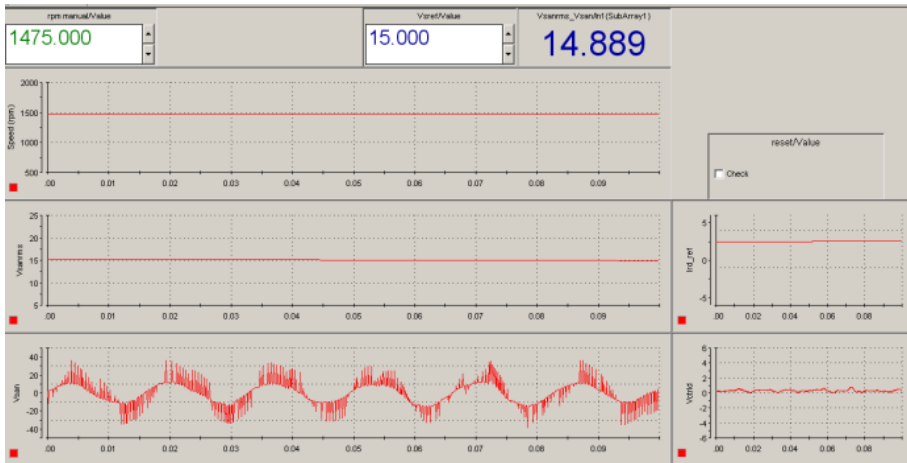 rpm manual/Value
1475.000
Vsref/Value
15.000
Vsanrms_Vsan/In1 (SubArray1)
14.889
Speed (rpm)
2000
1500
1000
500
.00 0.01 0.02 0.03 0.04 0.05 0.06 0.07 0.08 0.09
reset/Value
Check
Vsanrms
25
20
15
10
5
.00 0.01 0.02 0.03 0.04 0.05 0.06 0.07 0.08 0.09
Ird_ref
5
0
-5
.00 0.02 0.04 0.06 0.08
Vsan
40
20
0
-20
-40
.00 0.01 0.02 0.03 0.04 0.05 0.06 0.07 0.08 0.09
Vctrld
6
4
2
0
-2
-4
-6
.00 0.02 0.04 0.06 0.08